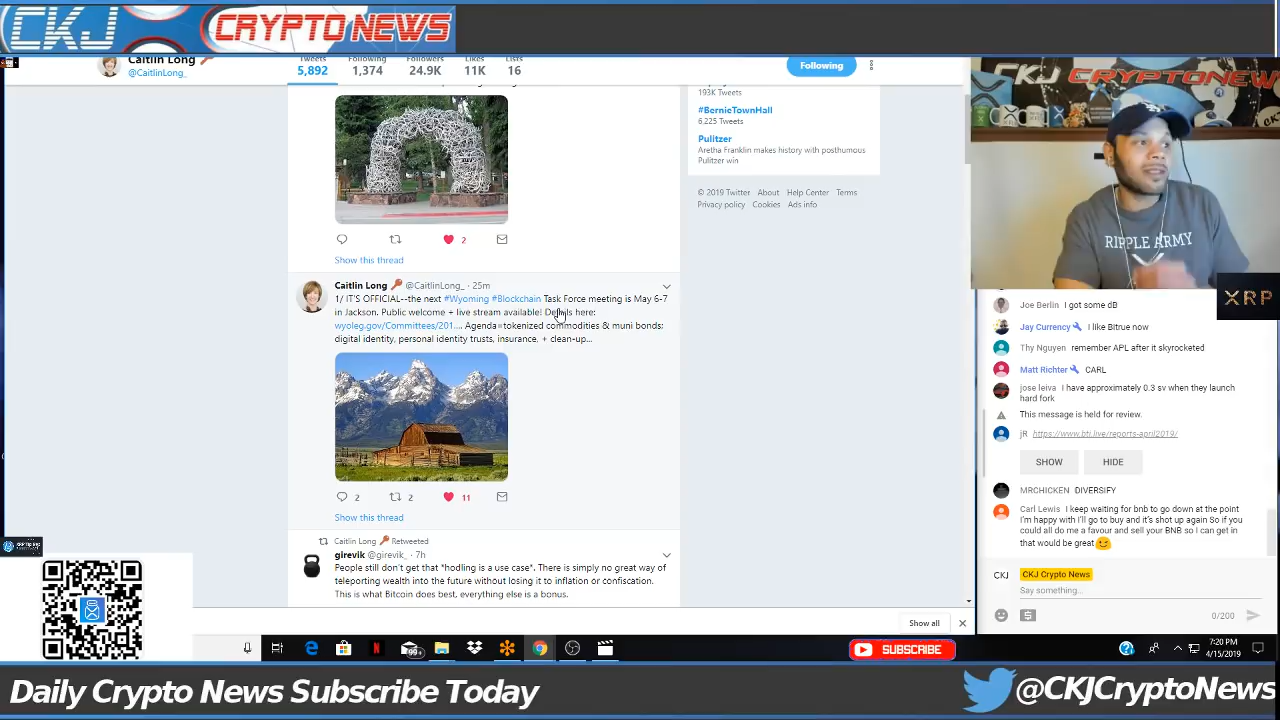 CKJ CRYPTO NEWS
CKJ CRYPTONEWS
Caitlin Long
@CaitlinLong_
Tweets Following Followers Likes Lists
5,892 1,374 24.9K 11K 16
Following
193K Tweets
#BernieTownHall
6,225 Tweets
Pulitzer
Aretha Franklin makes history with posthumous
Pulitzer win
© 2019 Twitter About Help Center Terms
Privacy policy Cookies Ads info
2
Show this thread
Caitlin Long @CaitlinLong_ · 25m
1/ IT'S OFFICIAL--the next #Wyoming #Blockchain Task Force meeting is May 6-7
in Jackson. Public welcome + live stream available! Details here:
wyoleg.gov/Committees/201... Agenda=tokenized commodities & muni bonds:
digital identity, personal identity trusts, insurance, + clean-up...
2 2 11
Show this thread
Caitlin Long Retweeted
girevik @girevik_ · 7h
People still don't get that *hodling is a use case*. There is simply no great way of
teleporting wealth into the future without losing it to inflation or confiscation.
This is what Bitcoin does best, everything else is a bonus.
RIPPLE ARMY
XRP
Joe Berlin I got some dB
Jay Currency I like Bitrue now
Thy Nguyen remember APL after it skyrocketed
Matt Richter CARL
jose leiva I have approximately 0.3 sv when they launch
hard fork
This message is held for review.
jR https://www.bti.live/reports-april2019/
SHOW HIDE
MRCHICKEN DIVERSIFY
Carl Lewis I keep waiting for bnb to go down at the point
I'm happy with I'll go to buy and it's shot up again So if you
could all do me a favour and sell your BNB so I can get in
that would be great
CKJ CKJ Crypto News
Say something...
0/200
Show all
99+
SUBSCRIBE
7:20 PM
4/15/2019
Daily Crypto News Subscribe Today
@CKJCryptoNews